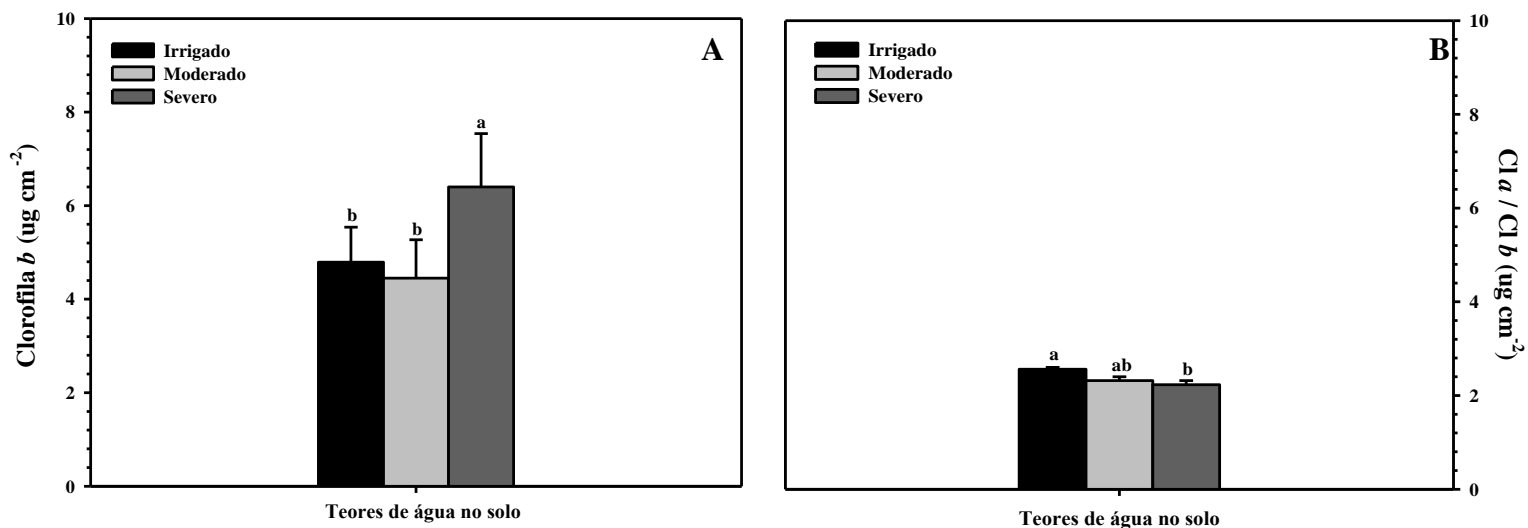 10
8
6
4
2
0
Clorofila b (ug cm-2)
Irrigado
Moderado
Severo
A
b
b
a
Teores de água no solo
Irrigado
Moderado
Severo
B
a
ab
b
Teores de água no solo
10
8
6
4
2
0
Cl a / Cl b (ug cm-2)